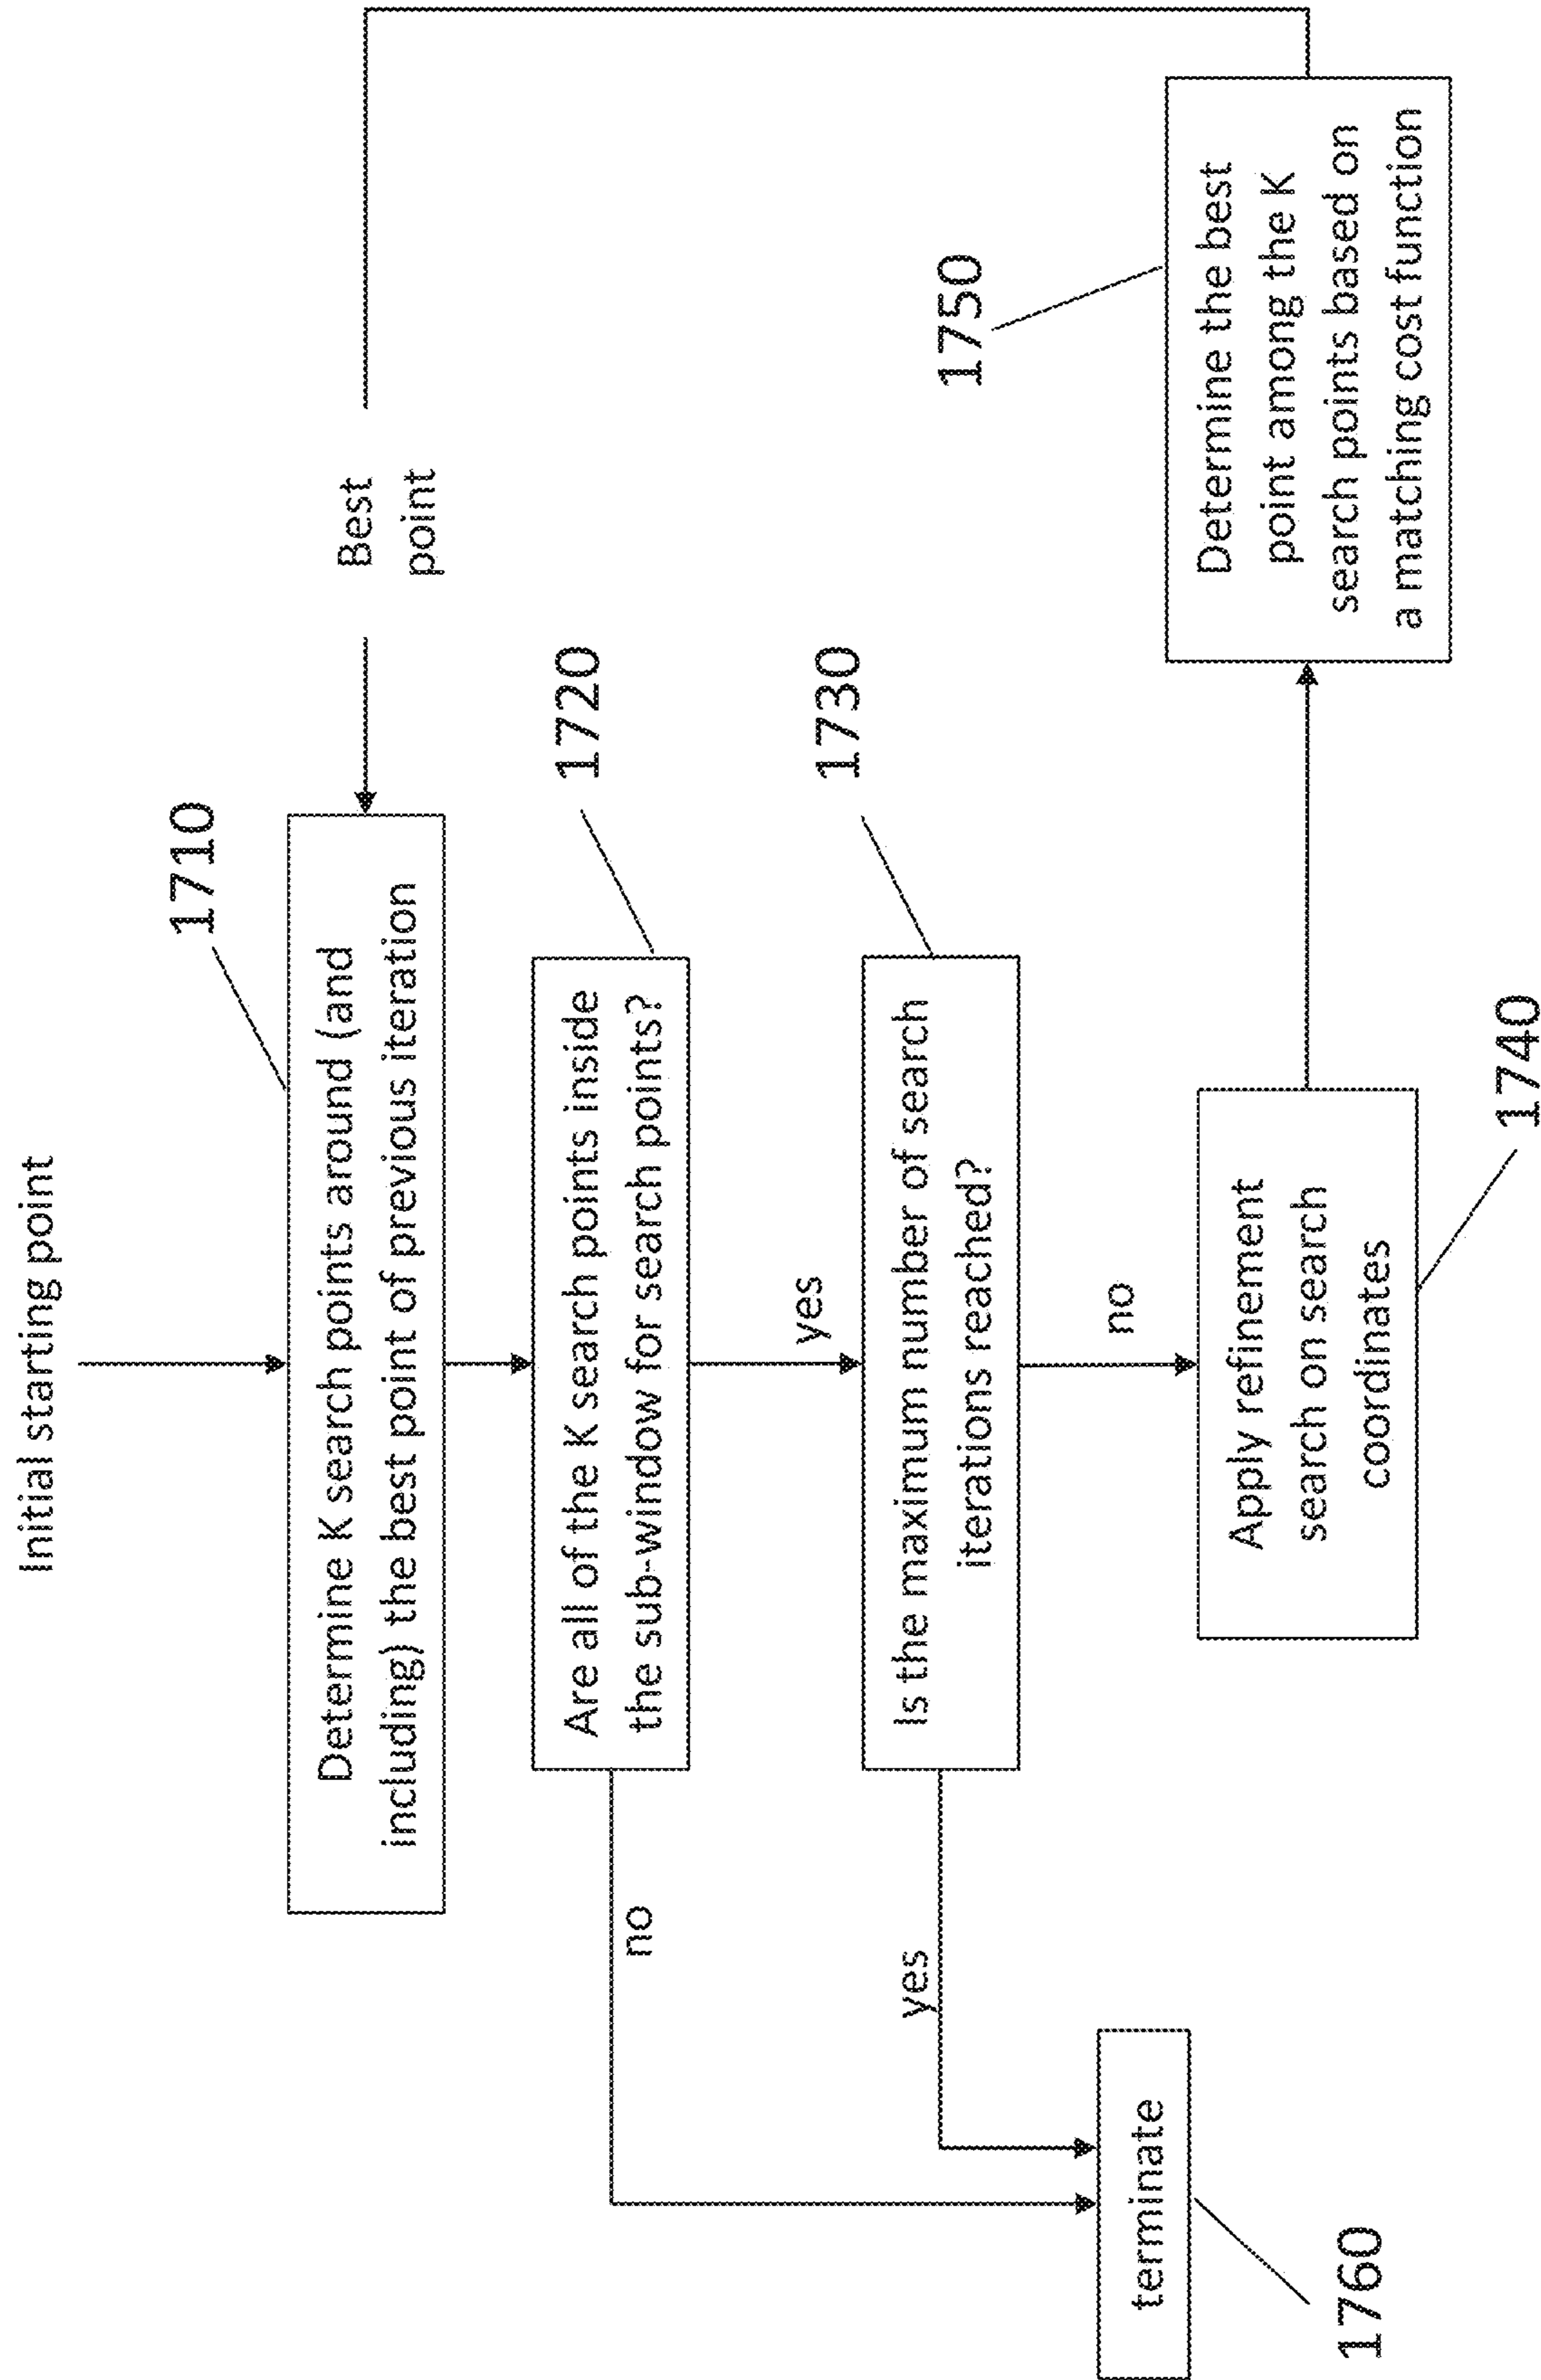 Initial starting point
1710
Determine K search points around (and
including) the best point of previous iteration
Best
point
1720
Are all of the K search points inside
the sub-window for search points?
no
yes
1730
Is the maximum number of search
iterations reached?
yes
no
1740
Apply refinement
search on search
coordinates
1750
Determine the best
point among the K
search points based on
a matching cost function
terminate
1760